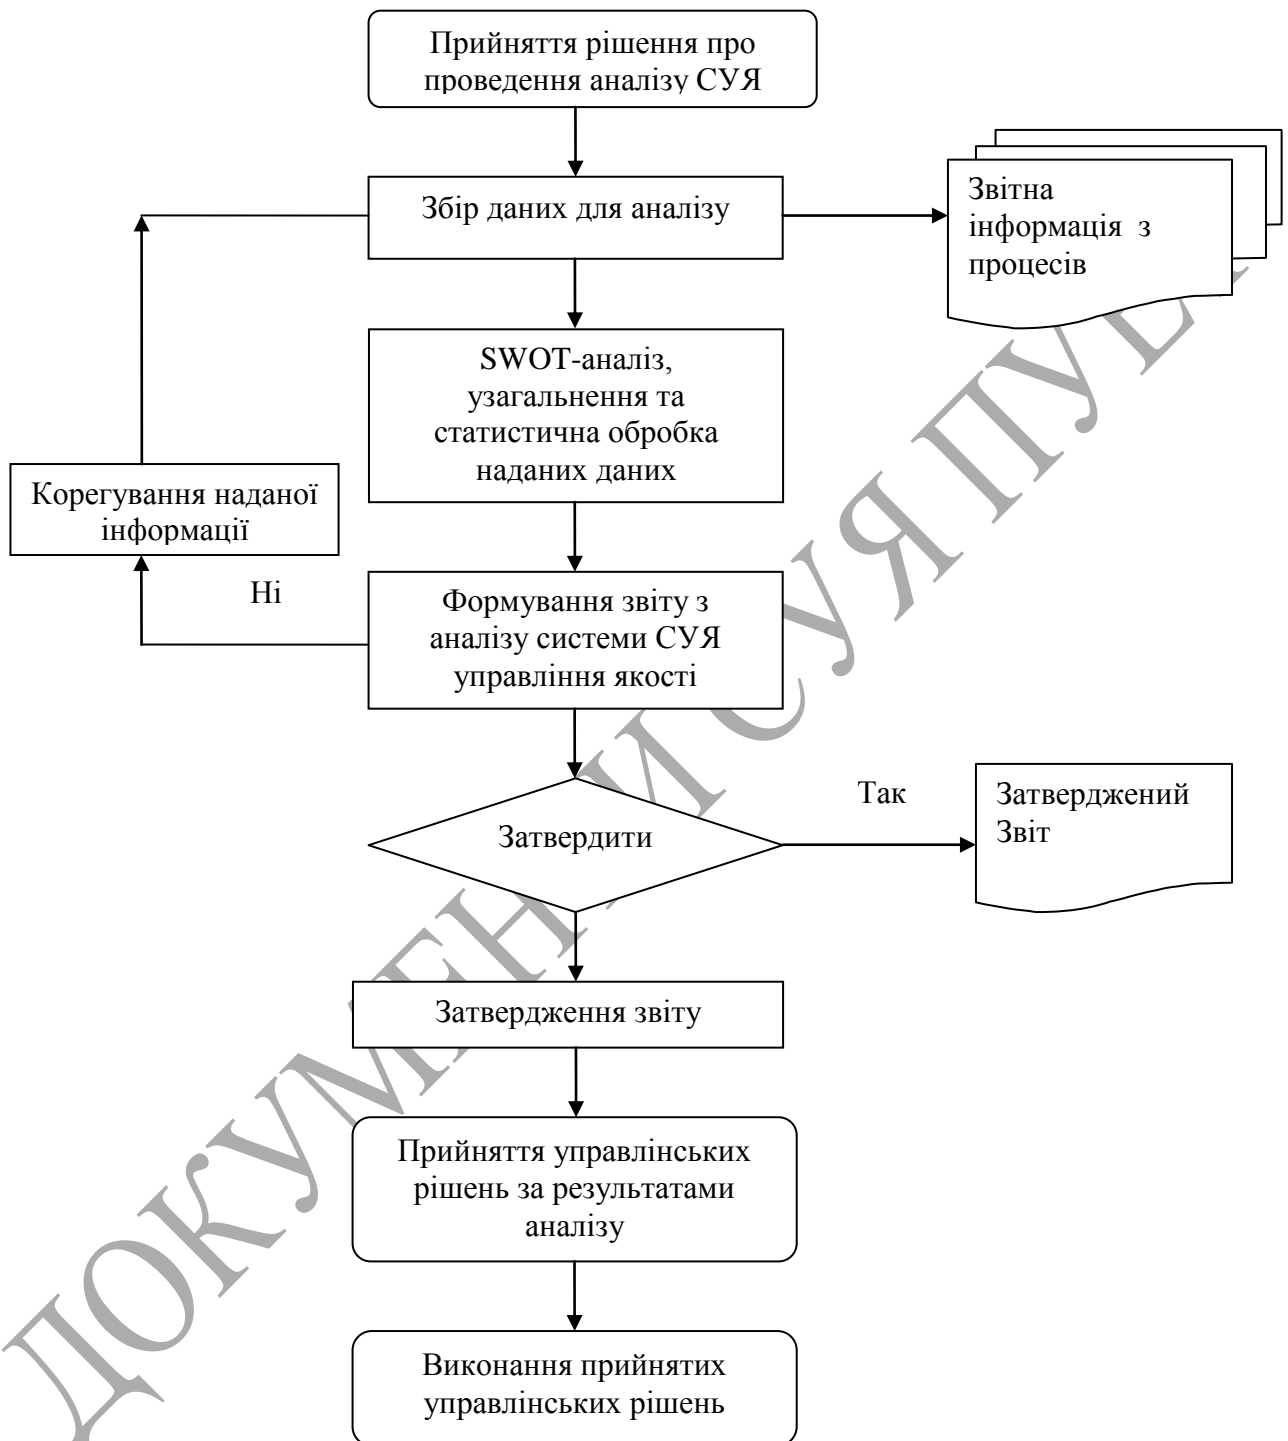 Прийняття рішення про
проведення аналізу СУЯ
Збір даних для аналізу
Звітна
інформація з
процесів
SWOT-аналіз,
узагальнення та
статистична обробка
наданих даних
Корегування наданої
інформації
Ні
Формування звіту з
аналізу системи СУЯ
управління якості
Затвердити
Так
Затверджений
Звіт
Затвердження звіту
Прийняття управлінських
рішень за результатами
аналізу
Виконання прийнятих
управлінських рішень
СУЯ